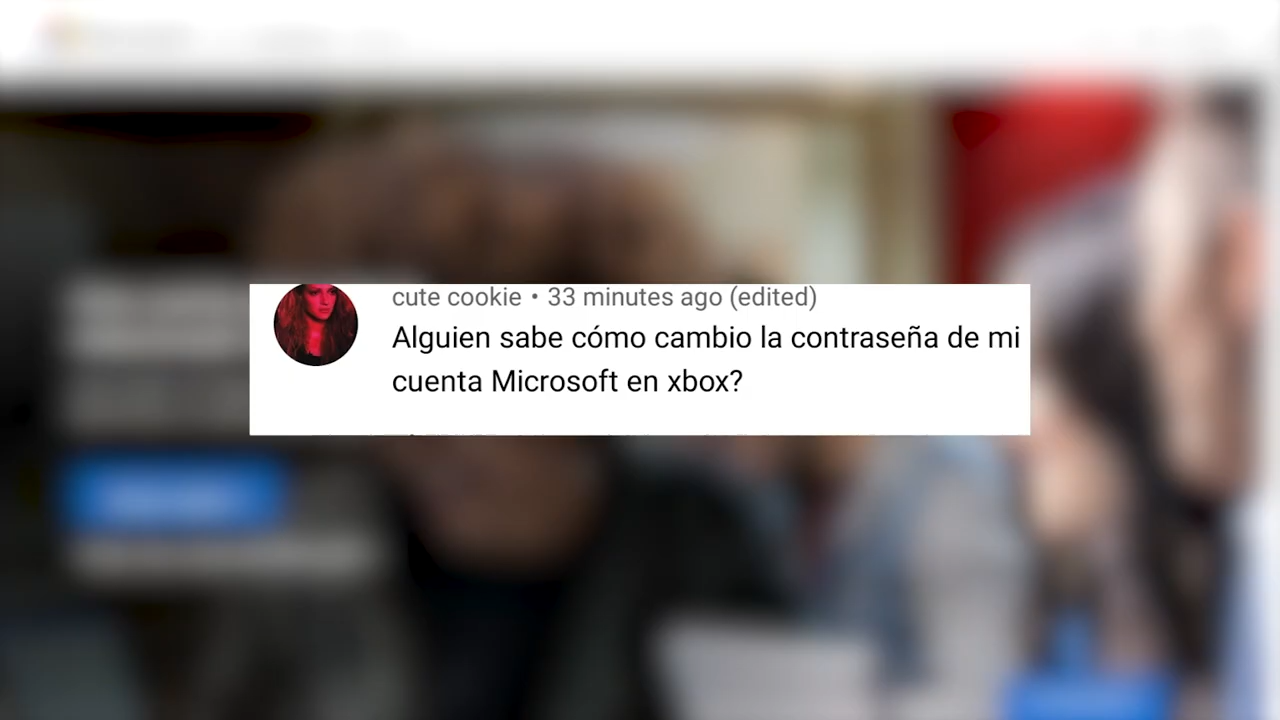 cute cookie • 33 minutes ago (edited)
Alguien sabe cómo cambio la contraseña de mi
cuenta Microsoft en xbox?